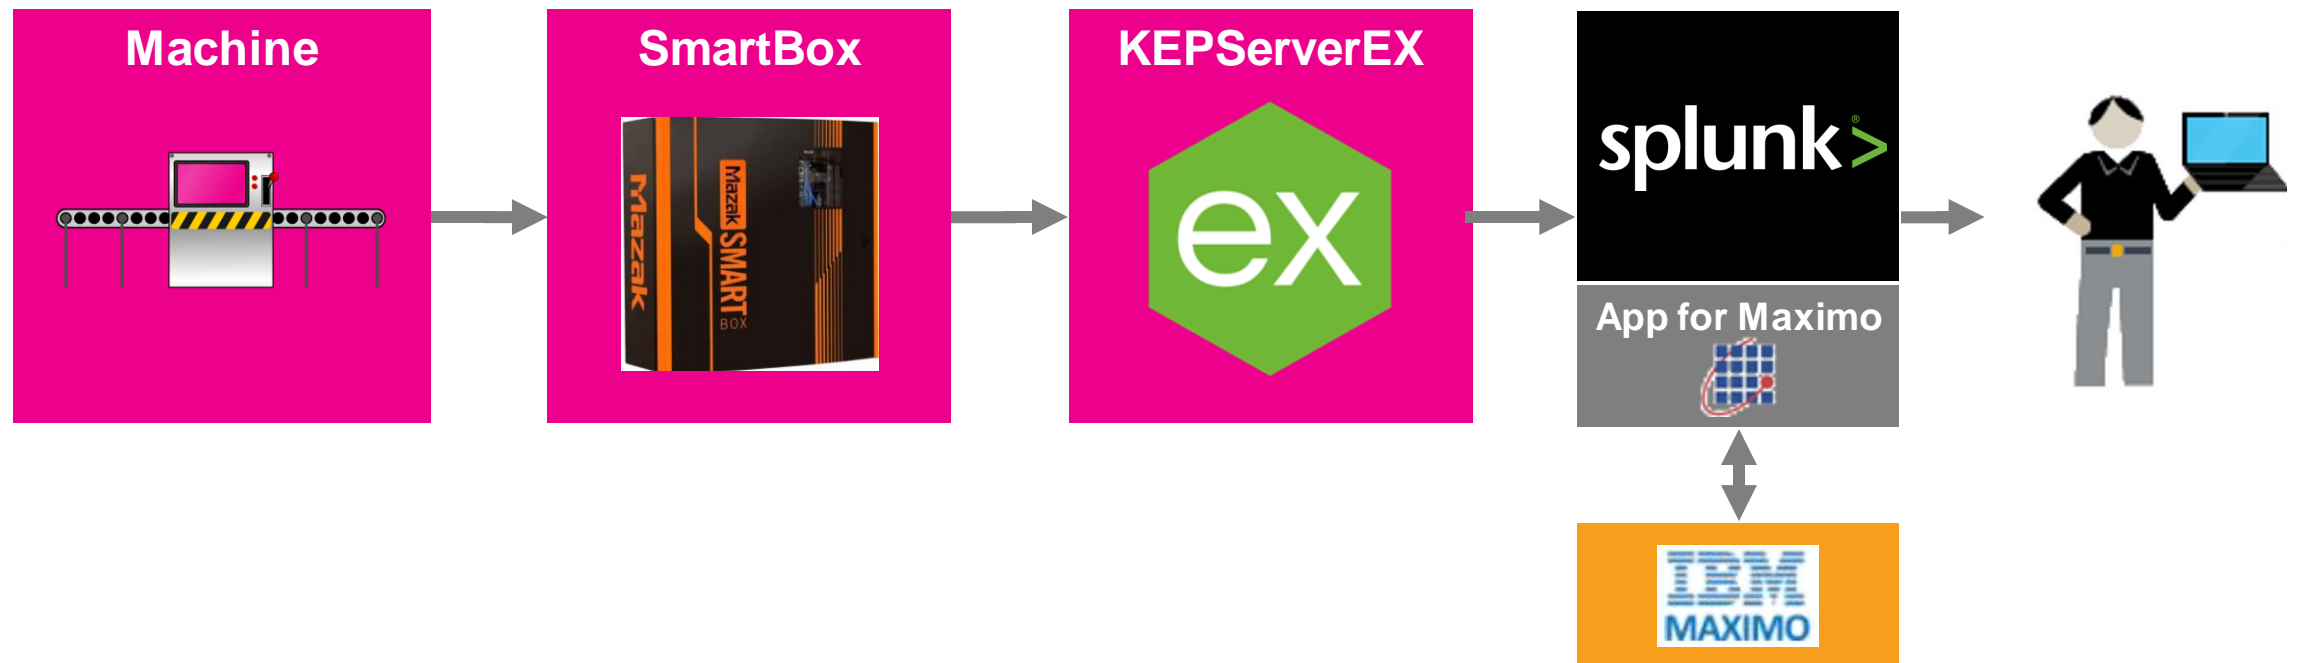 Machine
SmartBox
Mazak
Mazak SMART
BOX
KEPServerEX
ex
splunk>®
App for Maximo
IBM
MAXIMO